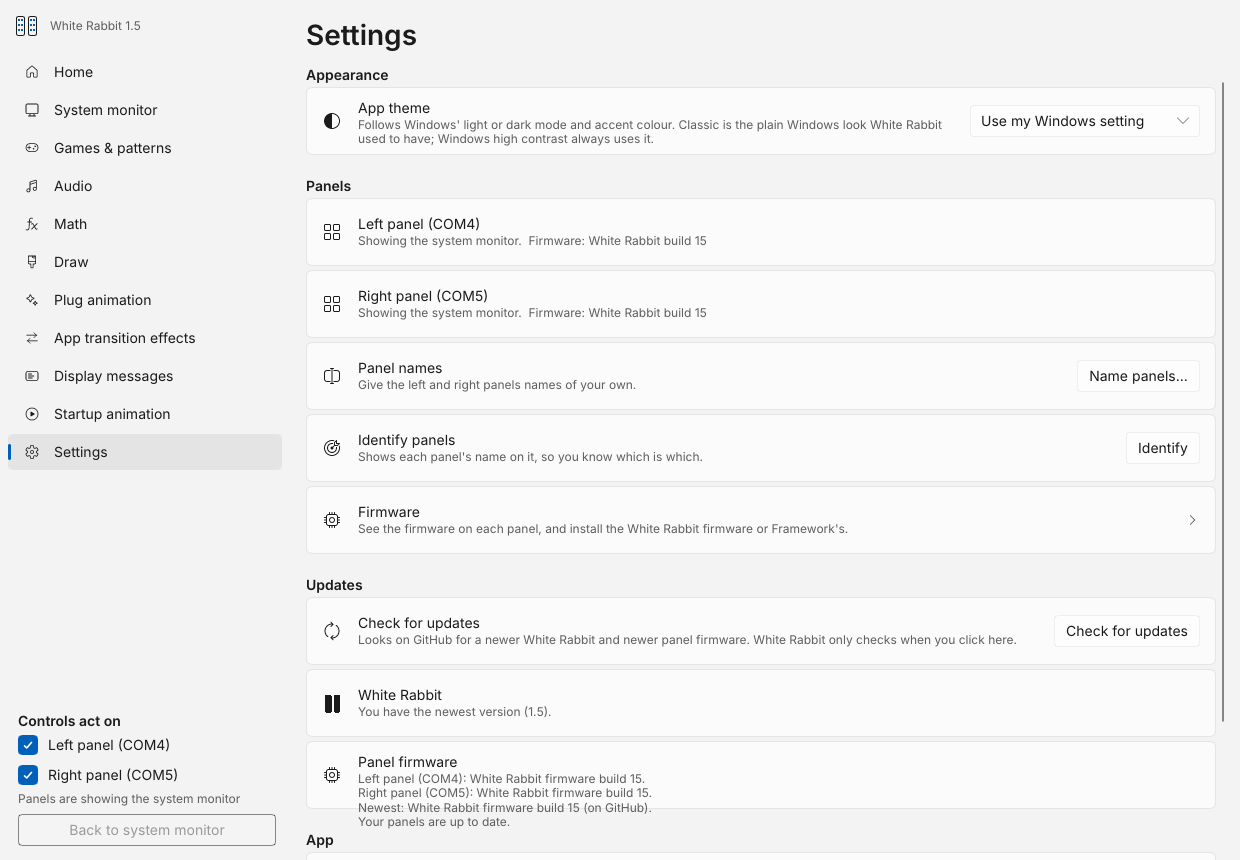 White Rabbit 1.5
Home
System monitor
Games & patterns
Audio
Math
Draw
Plug animation
App transition effects
Display messages
Startup animation
Settings
Controls act on
Left panel (COM4)
Right panel (COM5)
Panels are showing the system monitor
Back to system monitor
Settings
Appearance
App theme
Follows Windows' light or dark mode and accent colour. Classic is the plain Windows look White Rabbit
used to have; Windows high contrast always uses it.
Use my Windows setting
Panels
Left panel (COM4)
Showing the system monitor.  Firmware: White Rabbit build 15
Right panel (COM5)
Showing the system monitor.  Firmware: White Rabbit build 15
Panel names
Give the left and right panels names of your own.
Name panels...
Identify panels
Shows each panel's name on it, so you know which is which.
Identify
Firmware
See the firmware on each panel, and install the White Rabbit firmware or Framework's.
Updates
Check for updates
Looks on GitHub for a newer White Rabbit and newer panel firmware. White Rabbit only checks when you click here.
Check for updates
White Rabbit
You have the newest version (1.5).
Panel firmware
Left panel (COM4): White Rabbit firmware build 15.
Right panel (COM5): White Rabbit firmware build 15.
Newest: White Rabbit firmware build 15 (on GitHub).
Your panels are up to date.
App